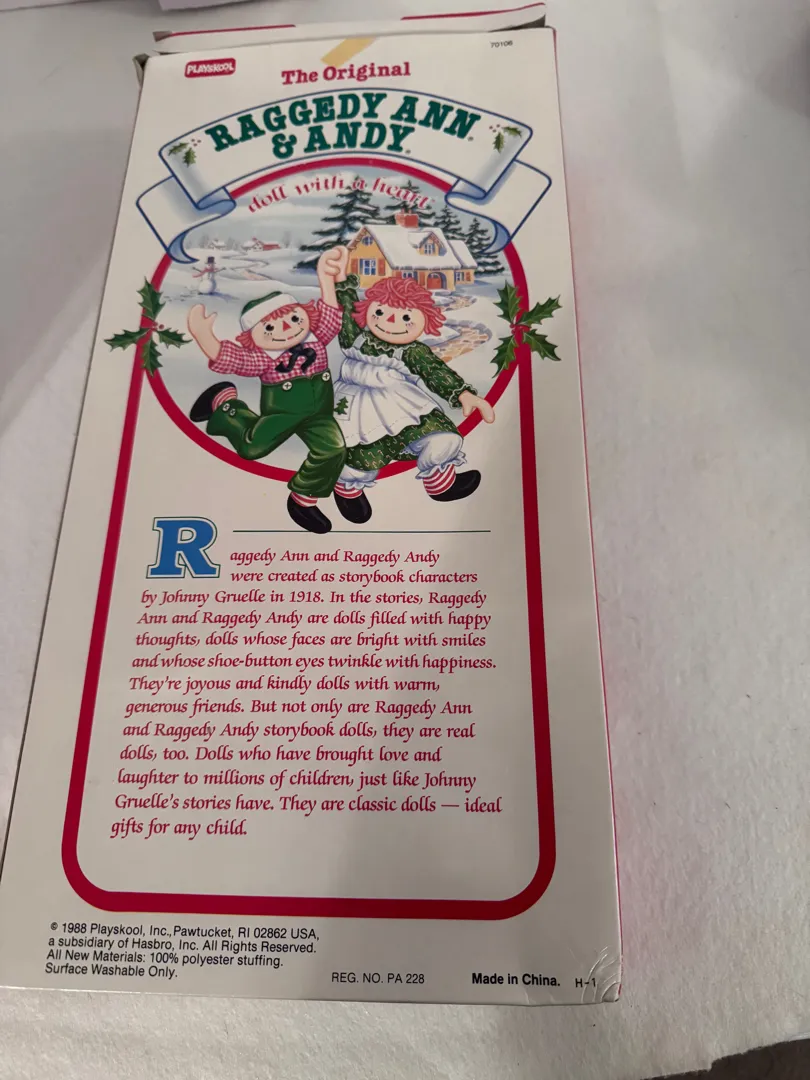 PLAYSKOOL
70108
The Original
RAGGEDY ANN
& ANDY®
doll with a heart
Raggedy Ann and Raggedy Andy
were created as storybook characters
by Johnny Gruelle in 1918. In the stories, Raggedy
Ann and Raggedy Andy are dolls filled with happy
thoughts, dolls whose faces are bright with smiles
and whose shoe-button eyes twinkle with happiness.
They're joyous and kindly dolls with warm,
generous friends. But not only are Raggedy Ann
and Raggedy Andy storybook dolls, they are real
dolls, too. Dolls who have brought love and
laughter to millions of children, just like Johnny
Gruelle's stories have. They are classic dolls — ideal
gifts for any child.
© 1988 Playskool, Inc., Pawtucket, RI 02862 USA,
a subsidiary of Hasbro, Inc. All Rights Reserved.
All New Materials: 100% polyester stuffing.
Surface Washable Only.
REG. NO. PA 228
Made in China. H-1